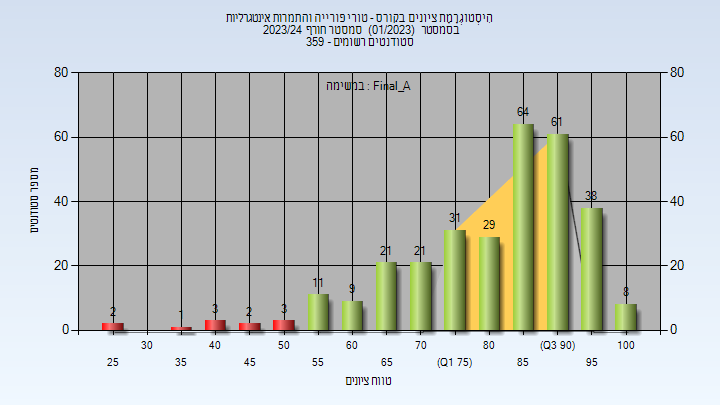 היסטוגרמת ציונים בקורס - טורי פורייה והתמרות אינטגרליות
בסמסטר (01/2023) סמסטר חורף 2023/24
סטודנטים רשומים - 359
במשימה : Final_A
80 80
60 60
40 40
20 20
0 0
מספר סטודנטים
2 1 3 2 3 11 9 21 21 31 29 64 61 38 8
30 40 50 60 70 80 (Q3 90) 100
25 35 45 55 65 (Q1 75) 85 95
טווח ציונים